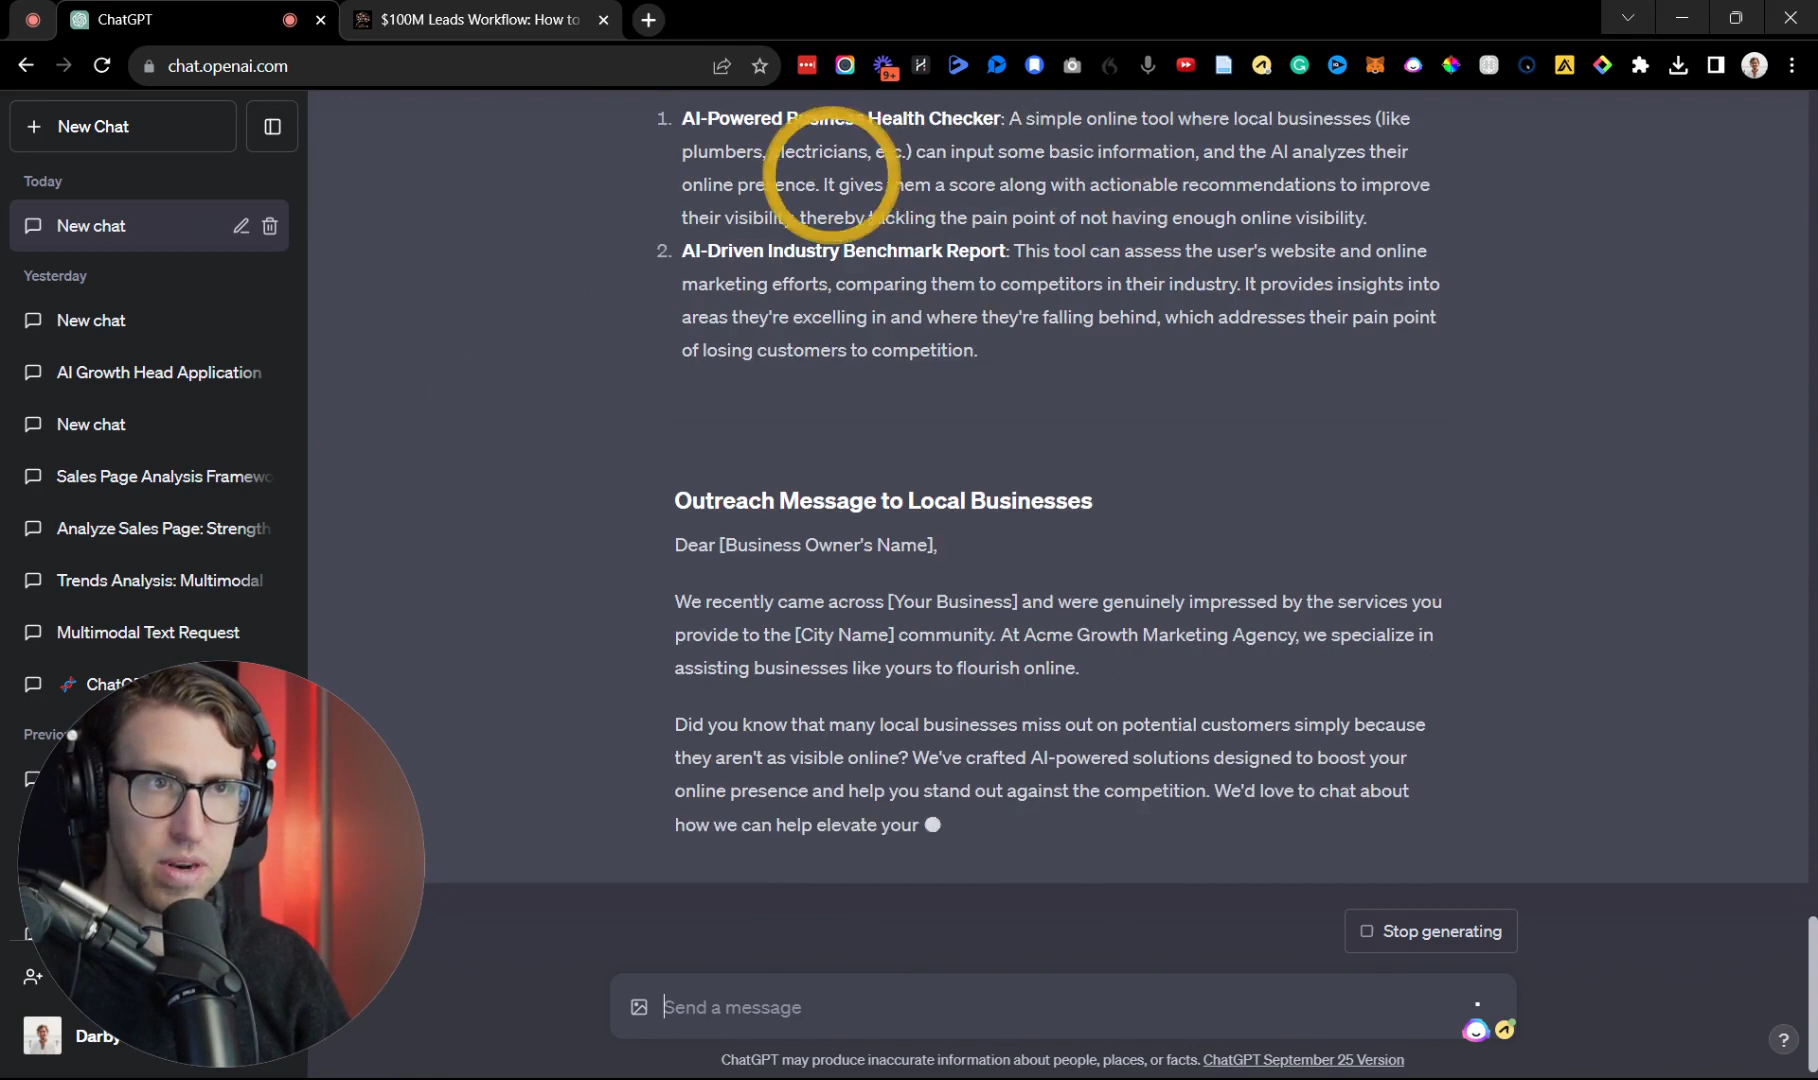 ChatGPT
$100M Leads Workflow: How to
chat.openai.com
9+
New Chat
Today
New chat
Yesterday
New chat
AI Growth Head Application
New chat
Sales Page Analysis Framewo
Analyze Sales Page: Strength
Trends Analysis: Multimodal
Multimodal Text Request
ChatG
Previo
Darby
1. AI-Powered Business Health Checker: A simple online tool where local businesses (like
plumbers, electricians, etc.) can input some basic information, and the AI analyzes their
online presence. It gives them a score along with actionable recommendations to improve
their visibility, thereby tackling the pain point of not having enough online visibility.
2. AI-Driven Industry Benchmark Report: This tool can assess the user's website and online
marketing efforts, comparing them to competitors in their industry. It provides insights into
areas they're excelling in and where they're falling behind, which addresses their pain point
of losing customers to competition.
Outreach Message to Local Businesses
Dear [Business Owner's Name],
We recently came across [Your Business] and were genuinely impressed by the services you
provide to the [City Name] community. At Acme Growth Marketing Agency, we specialize in
assisting businesses like yours to flourish online.
Did you know that many local businesses miss out on potential customers simply because
they aren't as visible online? We've crafted AI-powered solutions designed to boost your
online presence and help you stand out against the competition. We'd love to chat about
how we can help elevate your
Stop generating
Send a message
ChatGPT may produce inaccurate information about people, places, or facts. ChatGPT September 25 Version
?